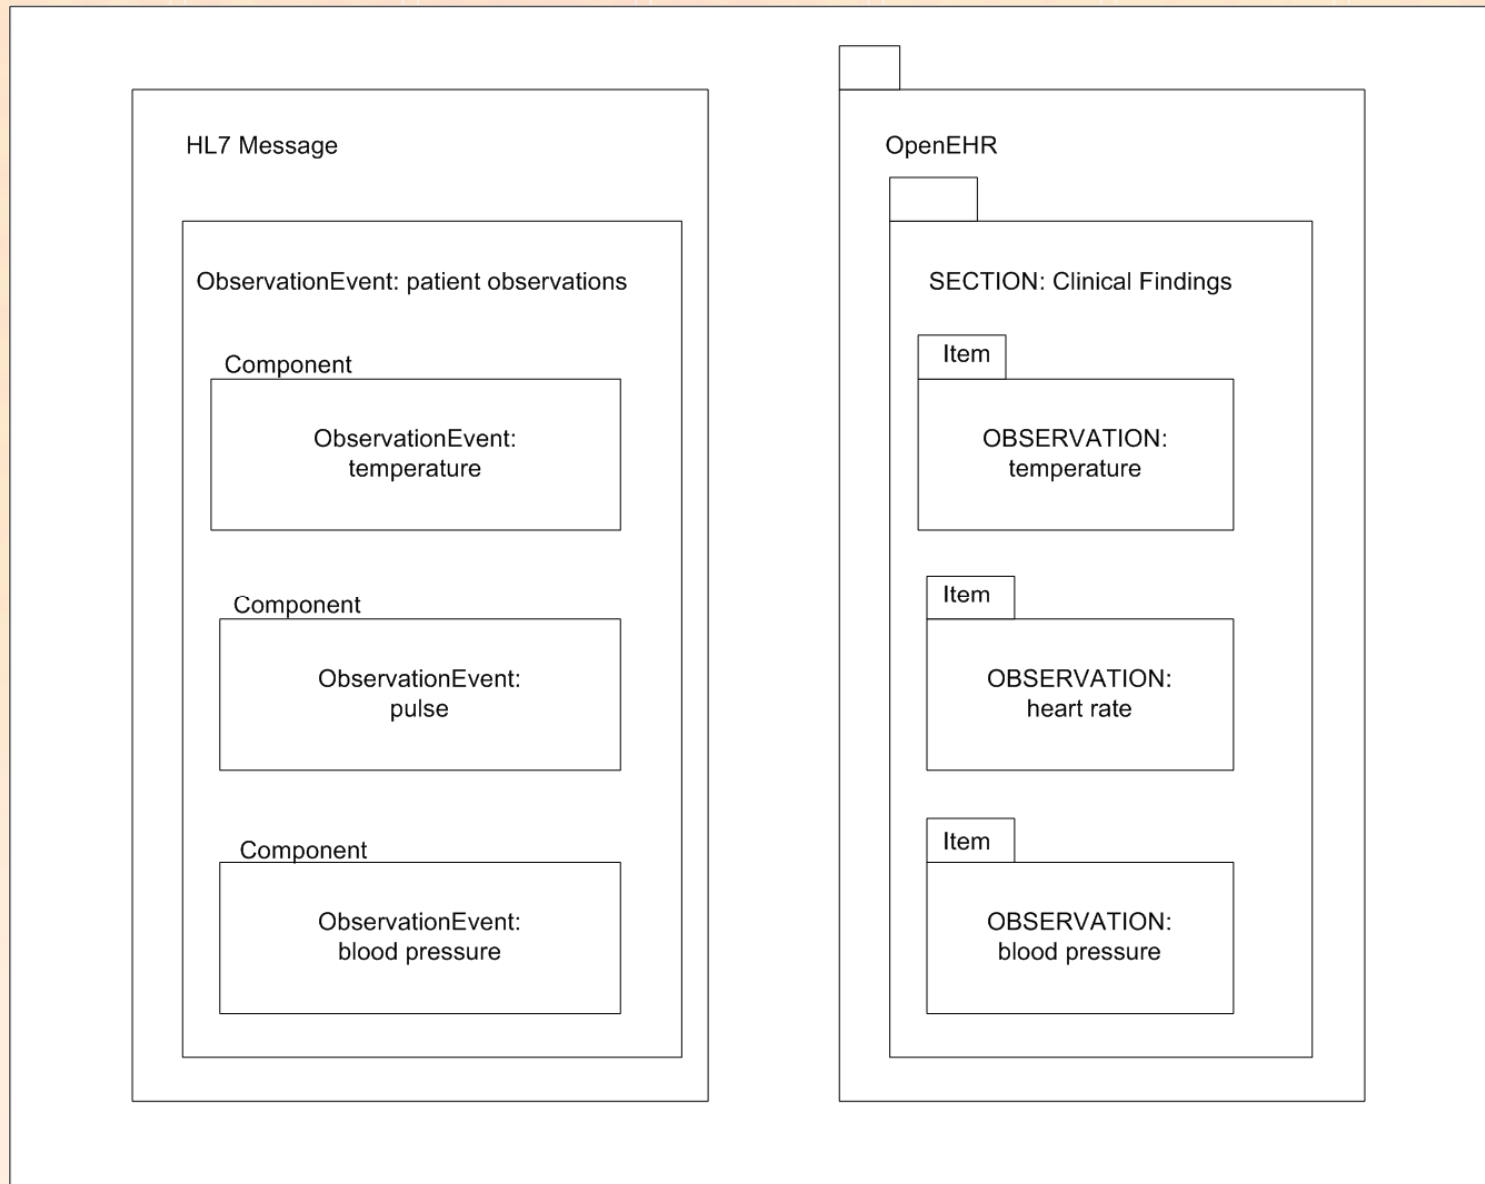 HL7 Message
ObservationEvent: patient observations
Component
ObservationEvent:
temperature
Component
ObservationEvent:
pulse
Component
ObservationEvent:
blood pressure
OpenEHR
SECTION: Clinical Findings
Item
OBSERVATION:
temperature
Item
OBSERVATION:
heart rate
Item
OBSERVATION:
blood pressure